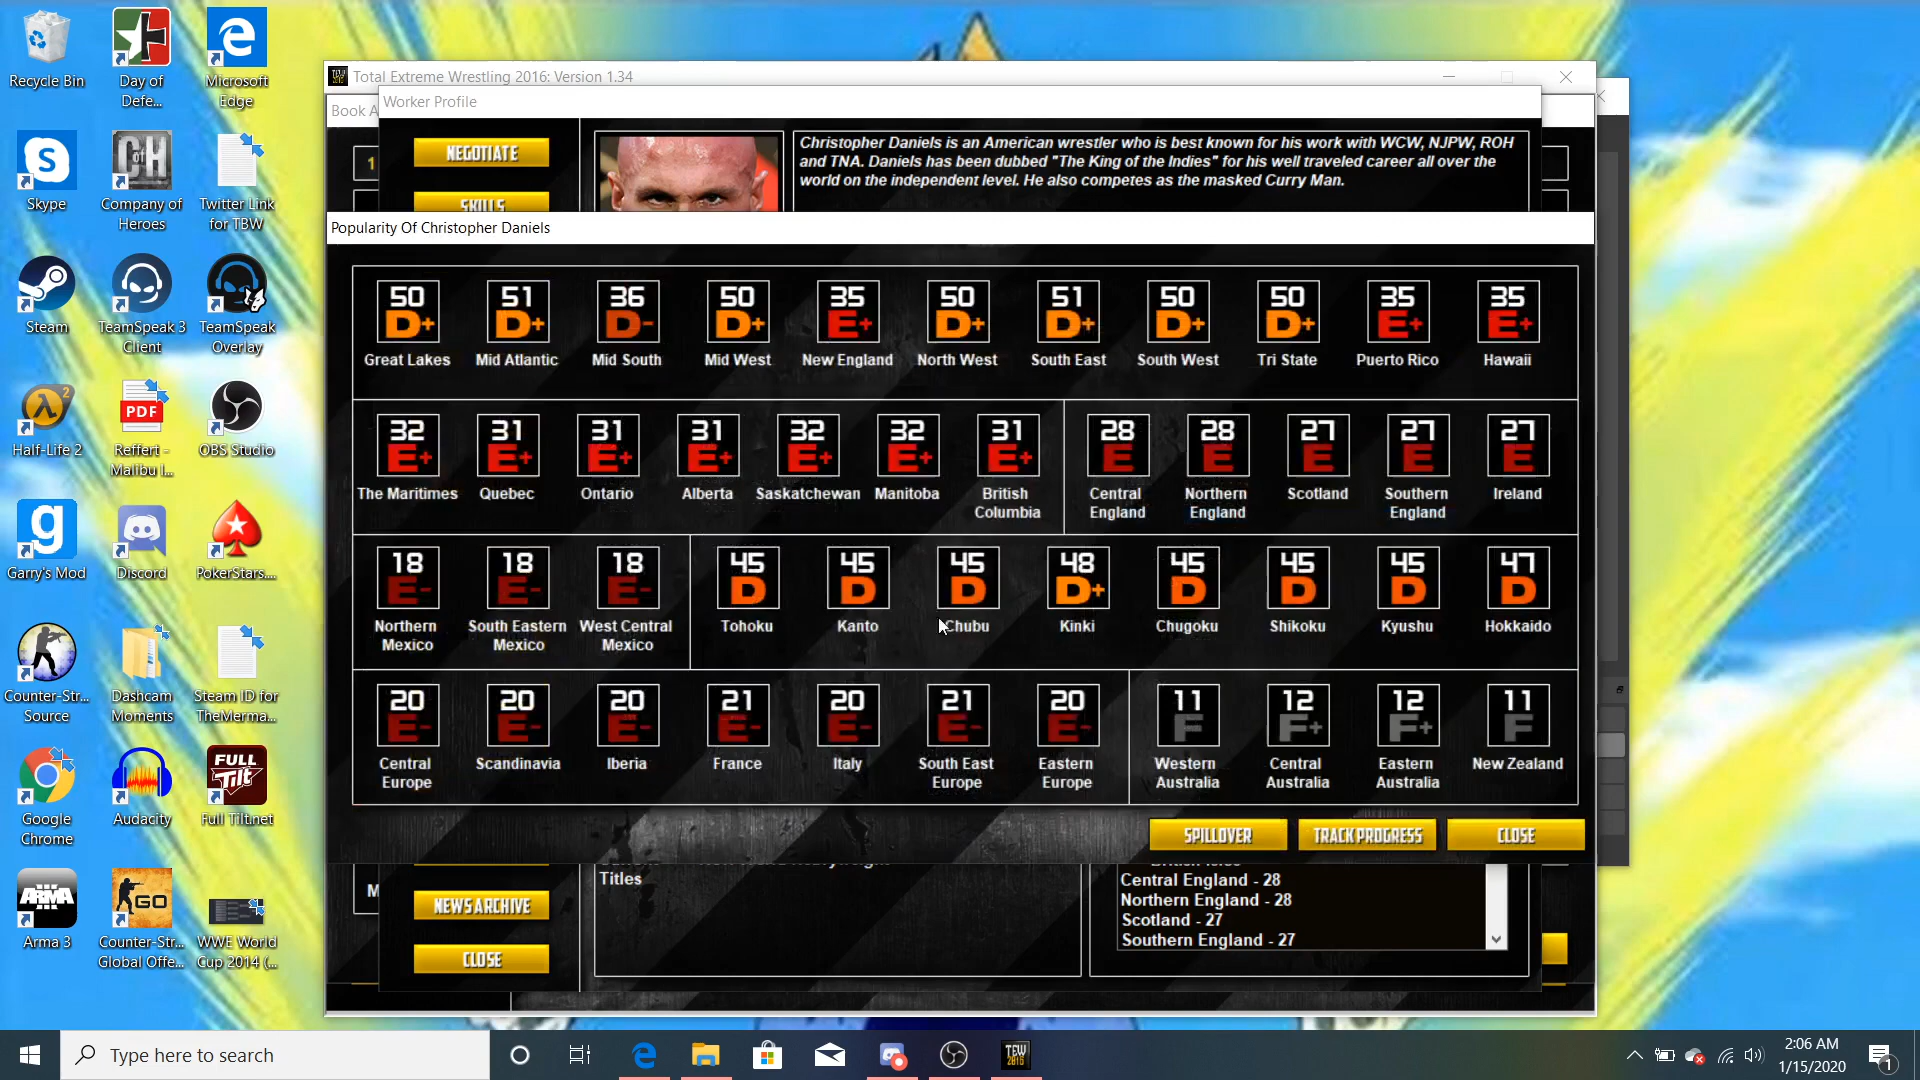 Recycle Bin
Day of
Defe...
Microsoft
Edge
Skype
Company of
Heroes
Twitter Link
for TBW
Steam
TeamSpeak 3
Client
TeamSpeak
Overlay
Half-Life 2
PDF
Reffert -
Malibu I...
OBS Studio
Garry's Mod
Discord
PokerStars....
Counter-Str...
Source
Dashcam
Moments
Steam ID for
TheMerma...
Google
Chrome
Audacity
FULL
TILT
Full Tilt.net
ARMA
Arma 3
GO
Counter-Str...
Global Offe...
WWE World
Cup 2014 (...
Total Extreme Wrestling 2016: Version 1.34
Book A
Worker Profile
1
NEGOTIATE
SKILLS
Christopher Daniels is an American wrestler who is best known for his work with WCW, NJPW, ROH
and TNA. Daniels has been dubbed "The King of the Indies" for his well traveled career all over the
world on the independent level. He also competes as the masked Curry Man.
Popularity Of Christopher Daniels
50 51 36 50 35 50 51 50 50 35 35
D+ D+ D- D+ E+ D+ D+ D+ D+ E+ E+
Great Lakes Mid Atlantic Mid South Mid West New England North West South East South West Tri State Puerto Rico Hawaii
32 31 31 31 32 32 31 28 28 27 27 27
E+ E+ E+ E+ E+ E+ E+ E E E E E
The Maritimes Quebec Ontario Alberta Saskatchewan Manitoba British Central Northern Scotland Southern Ireland
Columbia England England England
18 18 18 45 45 45 48 45 45 45 47
E- E- E- D D D D+ D D D D
Northern South Eastern West Central Tohoku Kanto Chubu Kinki Chugoku Shikoku Kyushu Hokkaido
Mexico Mexico Mexico
20 20 20 21 20 21 20 11 12 12 11
E- E- E- E- E- E- E- F F+ F+ F
Central Scandinavia Iberia France Italy South East Eastern Western Central Eastern New Zealand
Europe Europe Europe Australia Australia Australia
SPILLOVER TRACK PROGRESS CLOSE
M
Titles
Central England - 28
Northern England - 28
Scotland - 27
Southern England - 27
NEWS ARCHIVE
CLOSE
Type here to search
TEW
2016
2:06 AM
1/15/2020
1